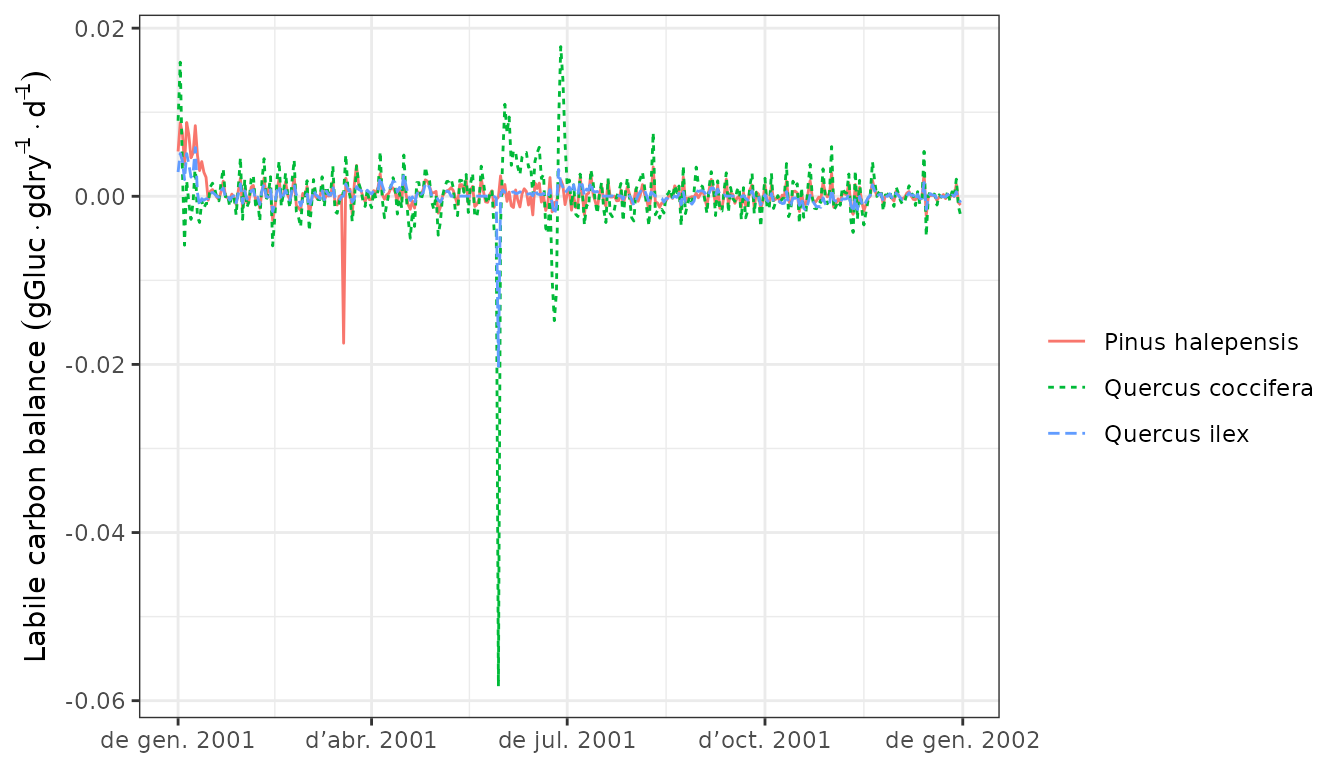 Labile carbon balance (gGluc · gdry⁻¹ · d⁻¹)
0.02
0.00
-0.02
-0.04
-0.06
de gen. 2001 d’abr. 2001 de jul. 2001 d’oct. 2001 de gen. 2002
Pinus halepensis
Quercus coccifera
Quercus ilex